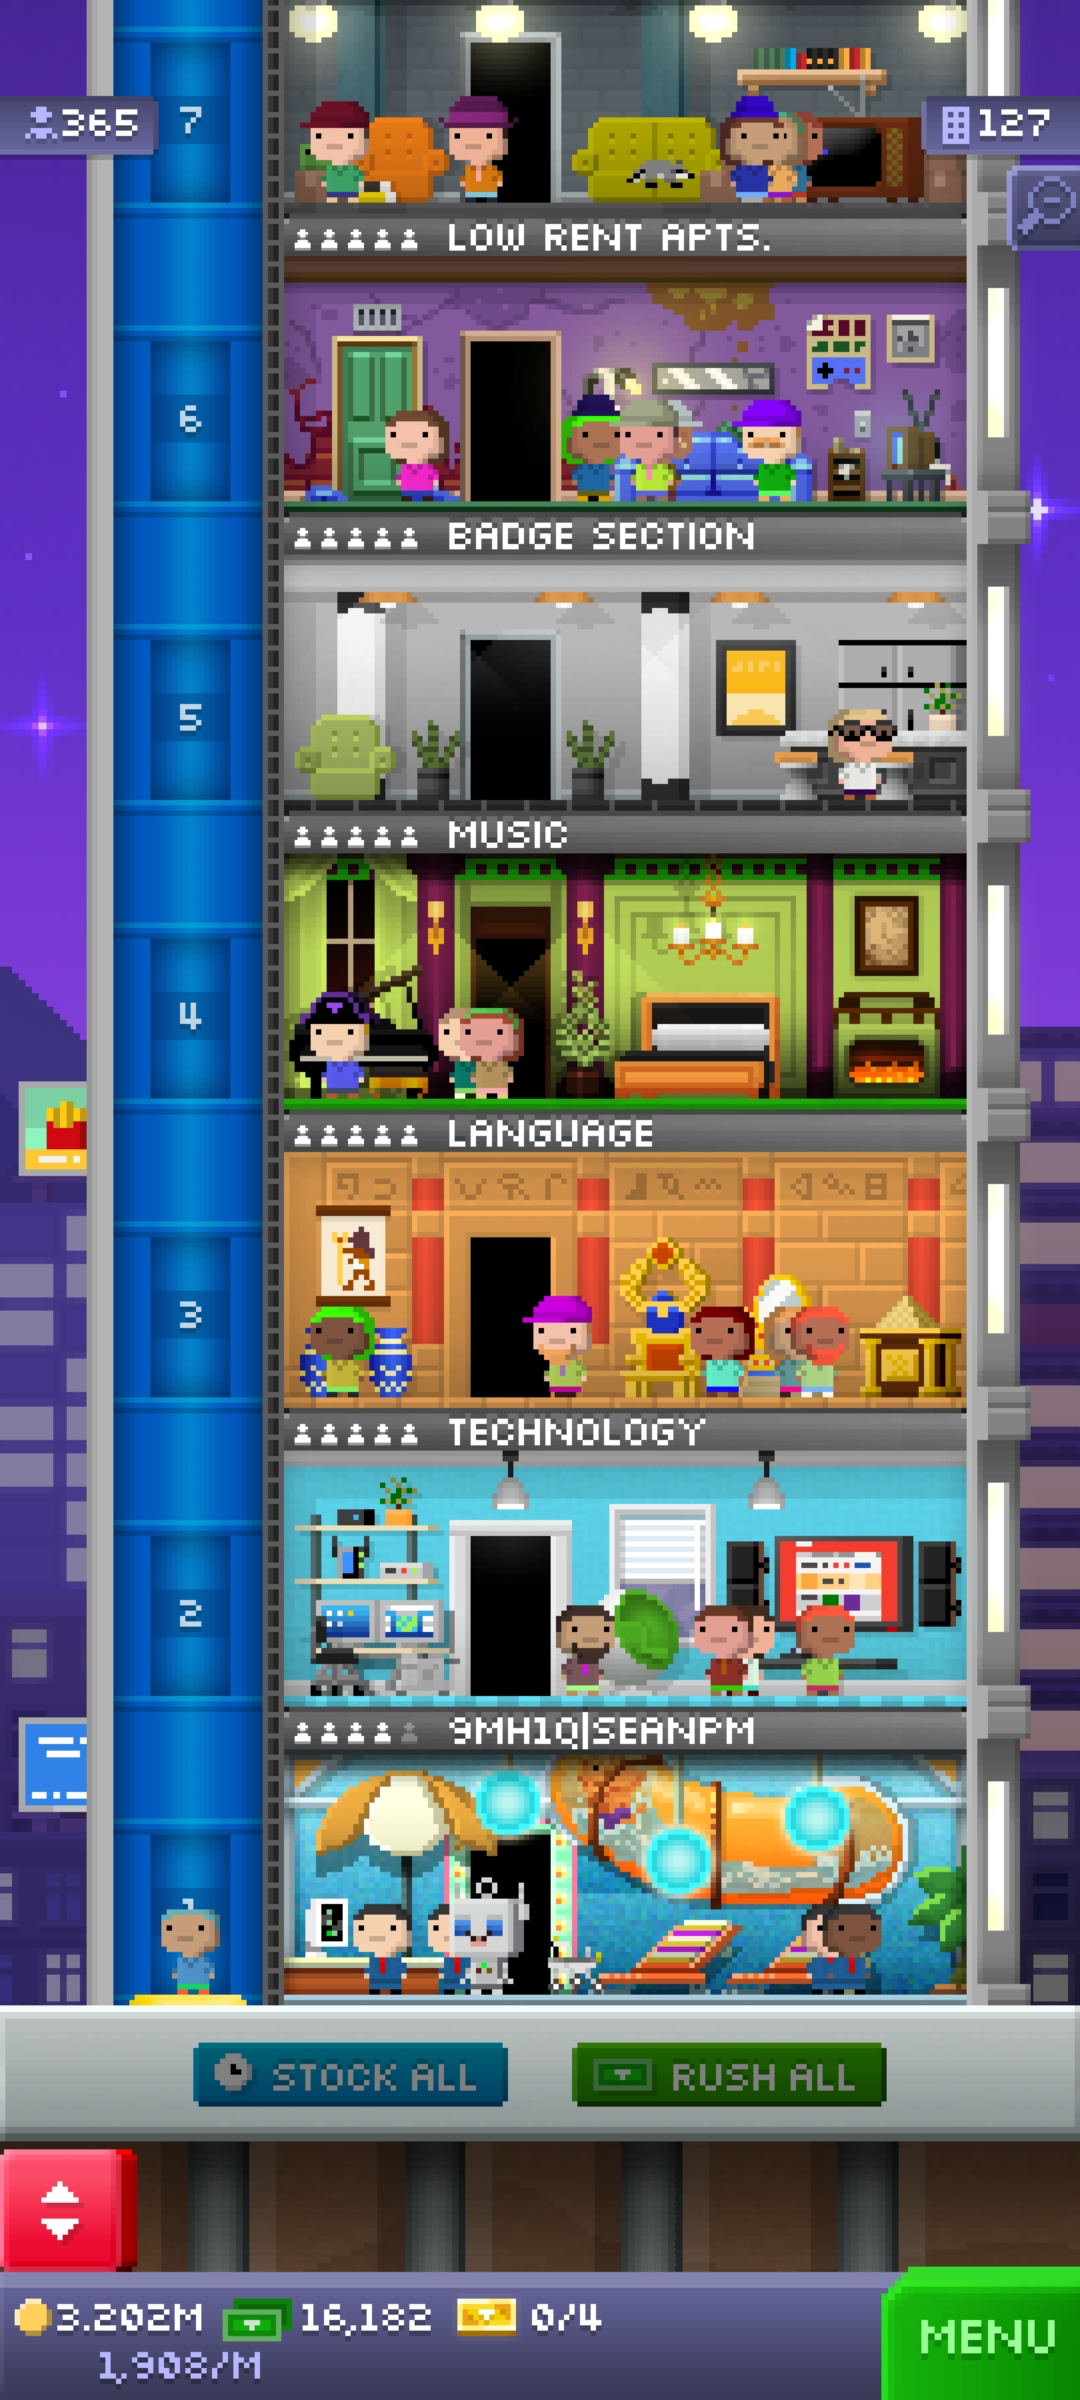 7
365
127
LOW RENT APTS.
6
BADGE SECTION
5
MUSIC
4
LANGUAGE
3
TECHNOLOGY
2
9MH1Q|SEANPM
STOCK ALL
RUSH ALL
3.202M
16,182
0/4
1,908/M
MENU